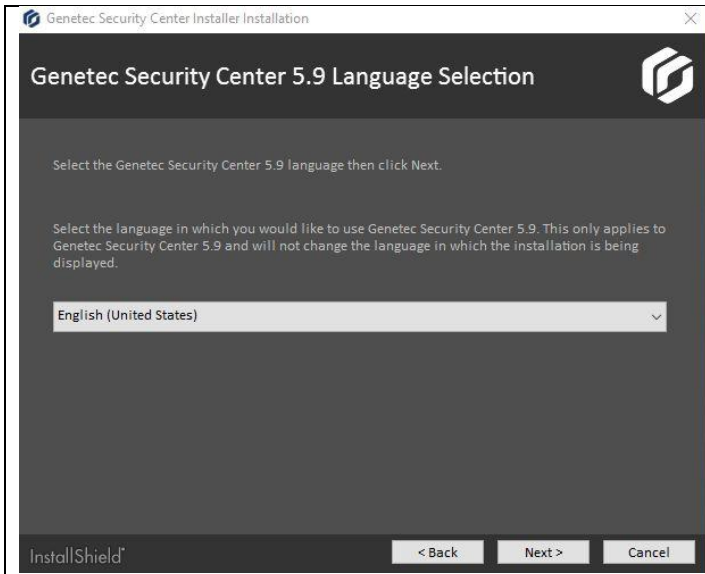 Genetec Security Center Installer Installation
Genetec Security Center 5.9 Language Selection
Select the Genetec Security Center 5.9 language then click Next.
Select the language in which you would like to use Genetec Security Center 5.9. This only applies to
Genetec Security Center 5.9 and will not change the language in which the installation is being
displayed.
English (United States)
InstallShield
< Back
Next >
Cancel